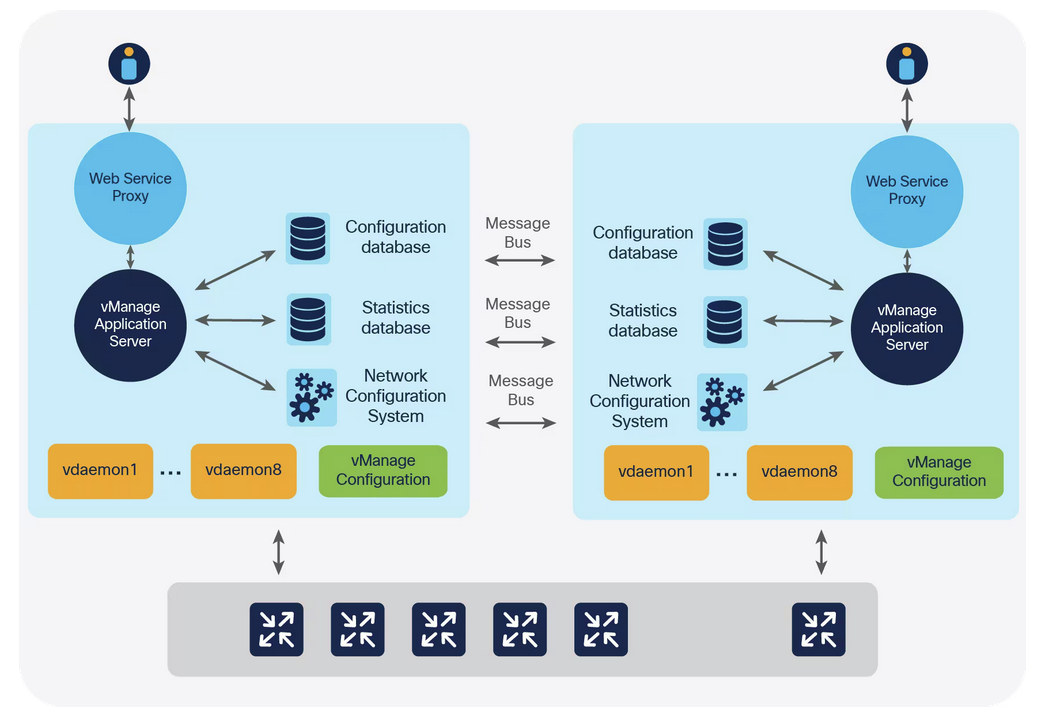 Web Service
Proxy
vManage
Application
Server
Configuration
database
Statistics
database
Network
Configuration
System
vdaemon1
...
vdaemon8
vManage
Configuration
Message
Bus
Message
Bus
Message
Bus
Web Service
Proxy
Configuration
database
Statistics
database
Network
Configuration
System
vManage
Application
Server
vdaemon1
...
vdaemon8
vManage
Configuration